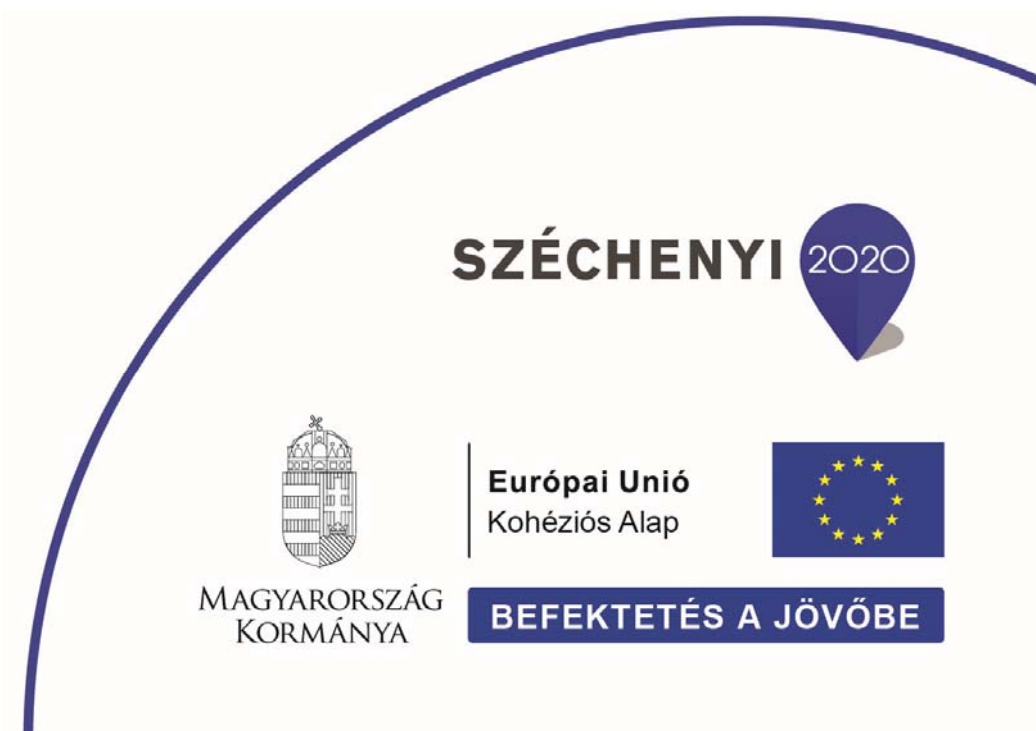 SZÉCHENYI 2020
Európai Unió
Kohéziós Alap
MAGYARORSZÁG
KORMÁNYA
BEFEKTETÉS A JÖVŐBE